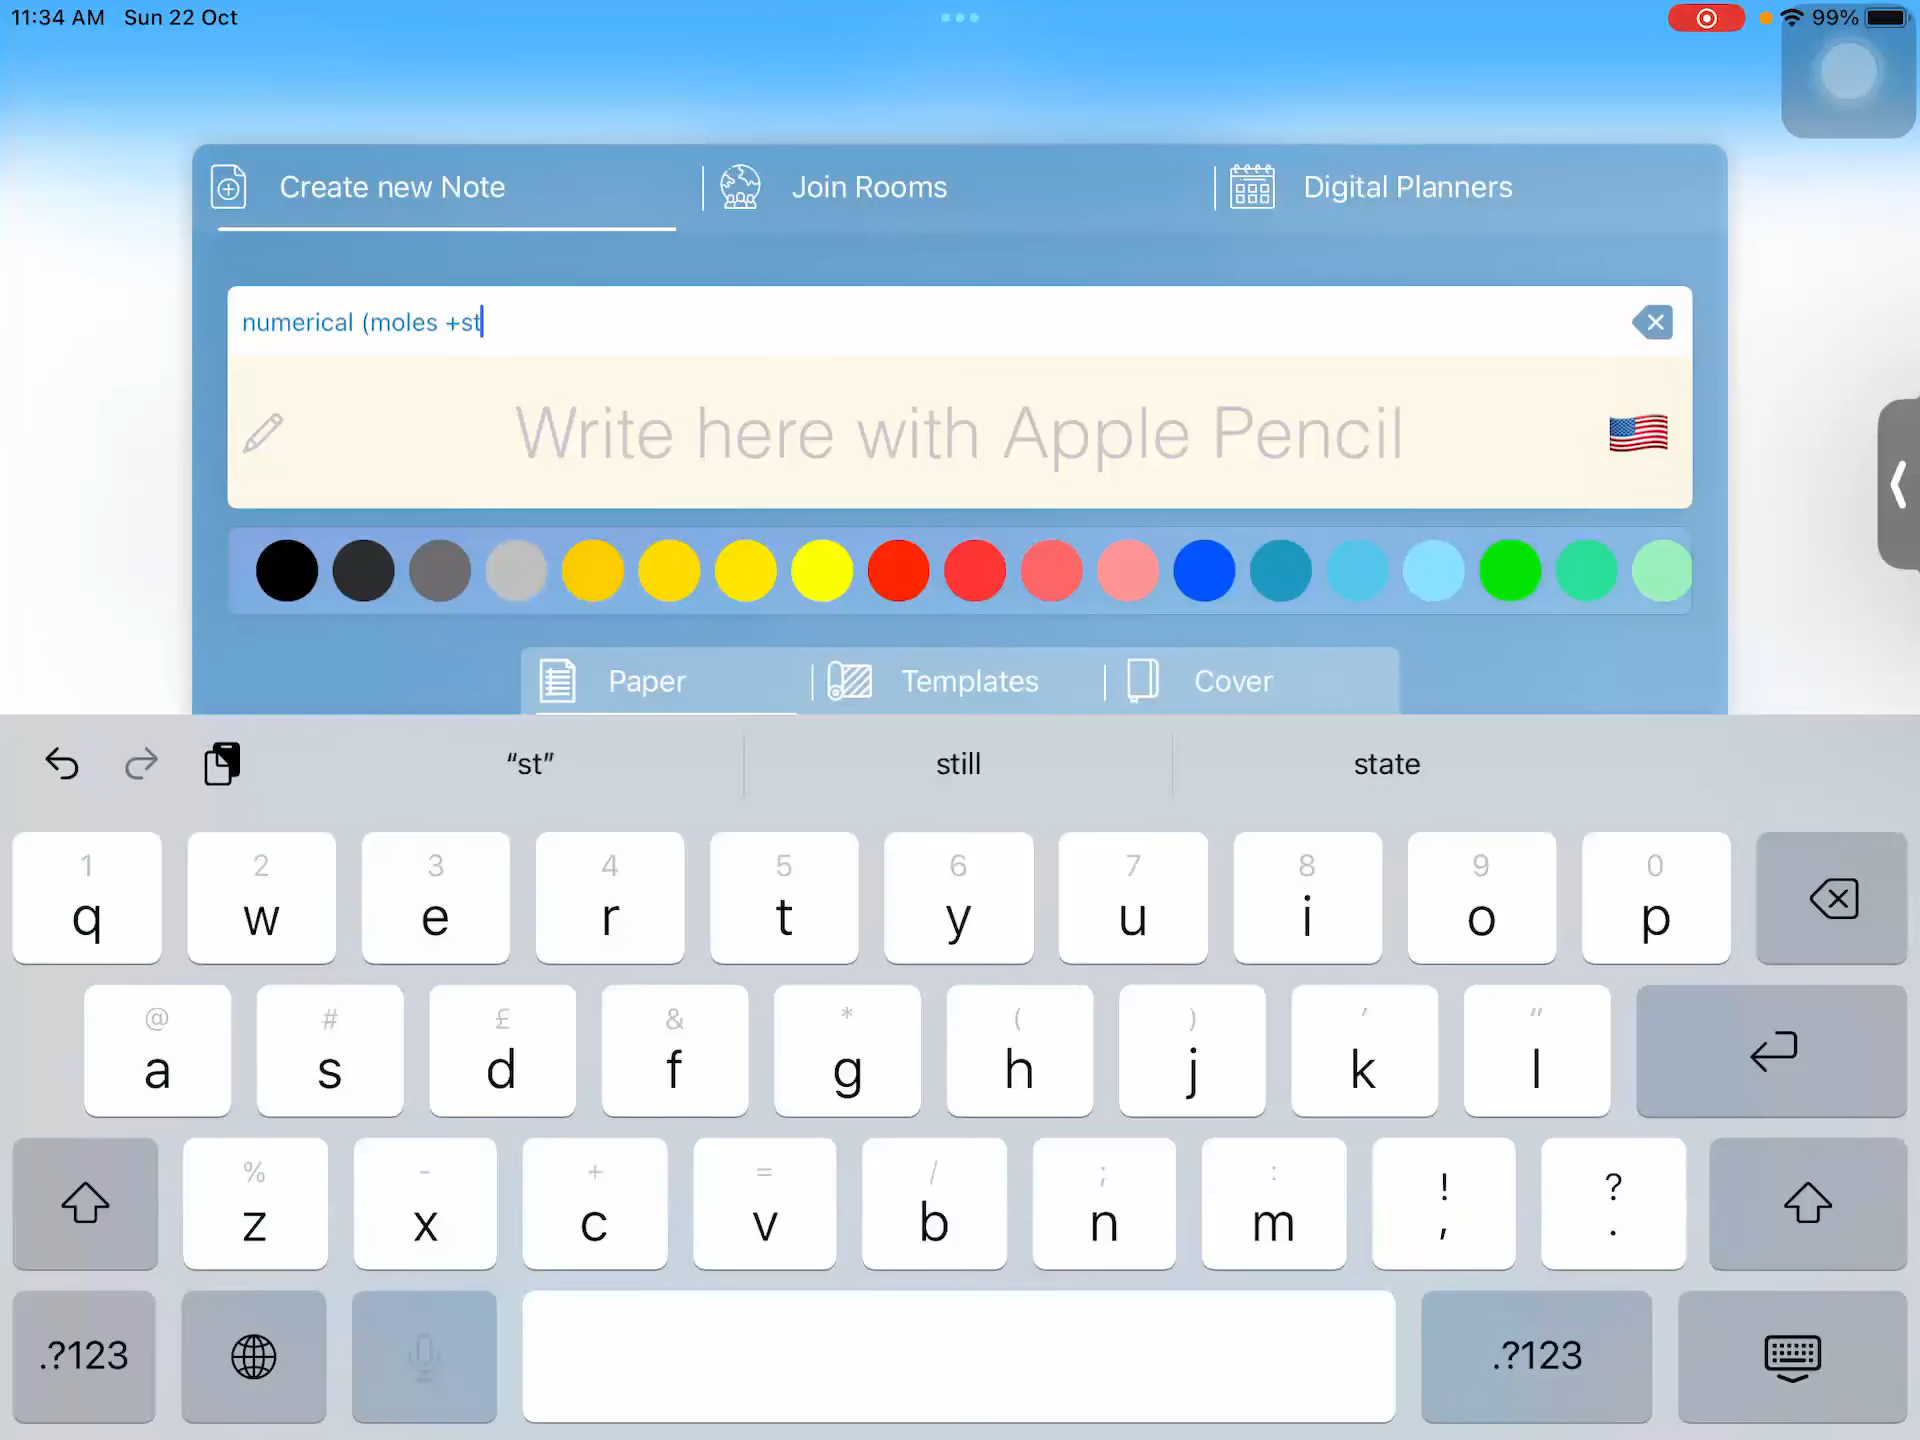 11:34 AM Sun 22 Oct
99%
Create new Note
Join Rooms
Digital Planners
numerical (moles +st
Write here with Apple Pencil
Paper
Templates
Cover
“st”
still
state
1 2 3 4 5 6 7 8 9 0
q w e r t y u i o p
@ # £ & * ( ) ' "
a s d f g h j k l
% - + = / ; : ! ?
z x c v b n m , .
.?123
.?123